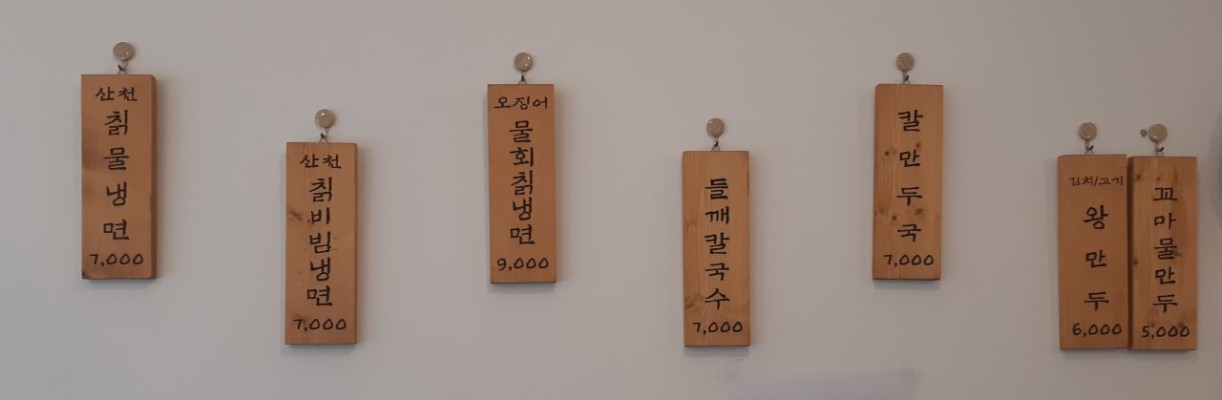 산천
칡물냉면
7,000
산천
칡비빔냉면
7,000
오징어
물회칡냉면
9,000
들깨칼국수
7,000
칼만두국
7,000
김치/고기
왕만두
6,000
꼬마물만두
5,000